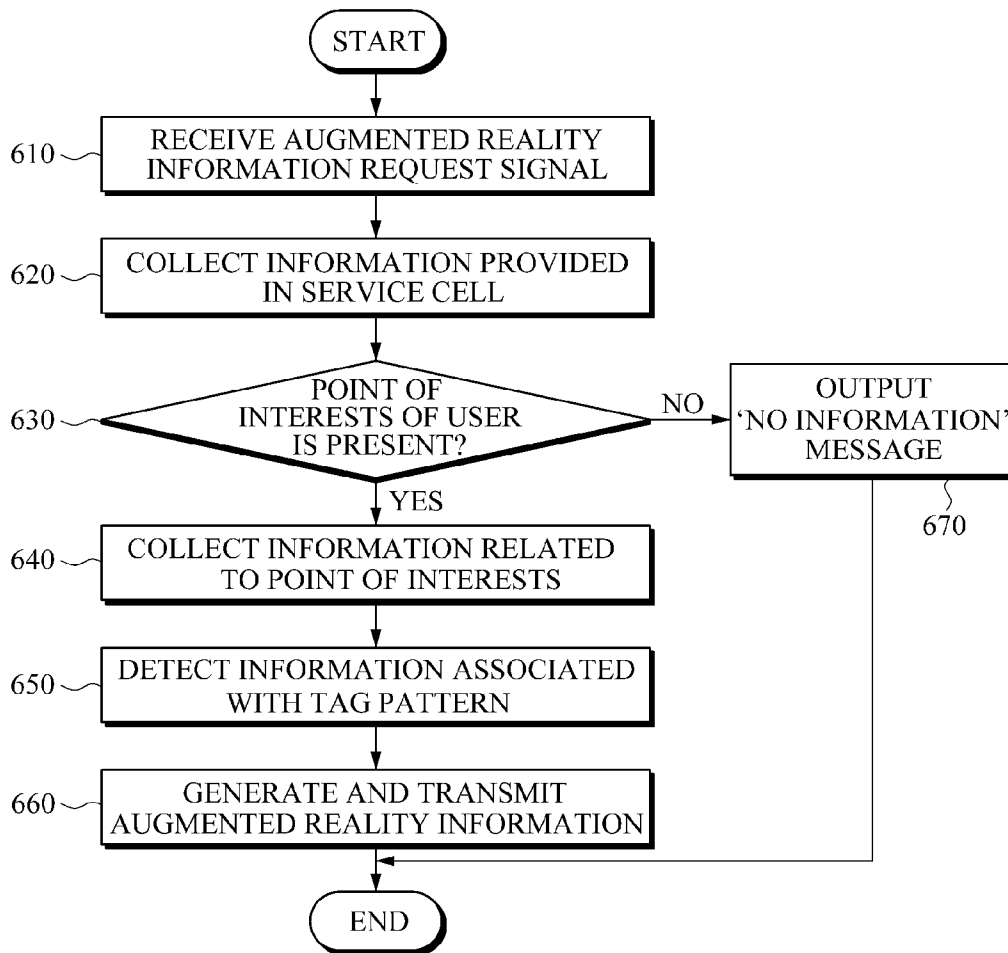 START
610
RECEIVE AUGMENTED REALITY
INFORMATION REQUEST SIGNAL
620
COLLECT INFORMATION PROVIDED
IN SERVICE CELL
630
POINT OF
INTERESTS OF USER
IS PRESENT?
NO
OUTPUT
‘NO INFORMATION’
MESSAGE
670
YES
640
COLLECT INFORMATION RELATED
TO POINT OF INTERESTS
650
DETECT INFORMATION ASSOCIATED
WITH TAG PATTERN
660
GENERATE AND TRANSMIT
AUGMENTED REALITY INFORMATION
END